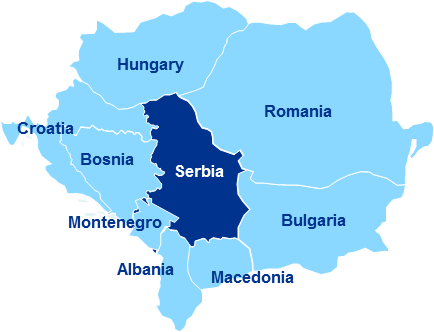 Hungary
Romania
Croatia
Bosnia
Serbia
Montenegro
Bulgaria
Albania
Macedonia